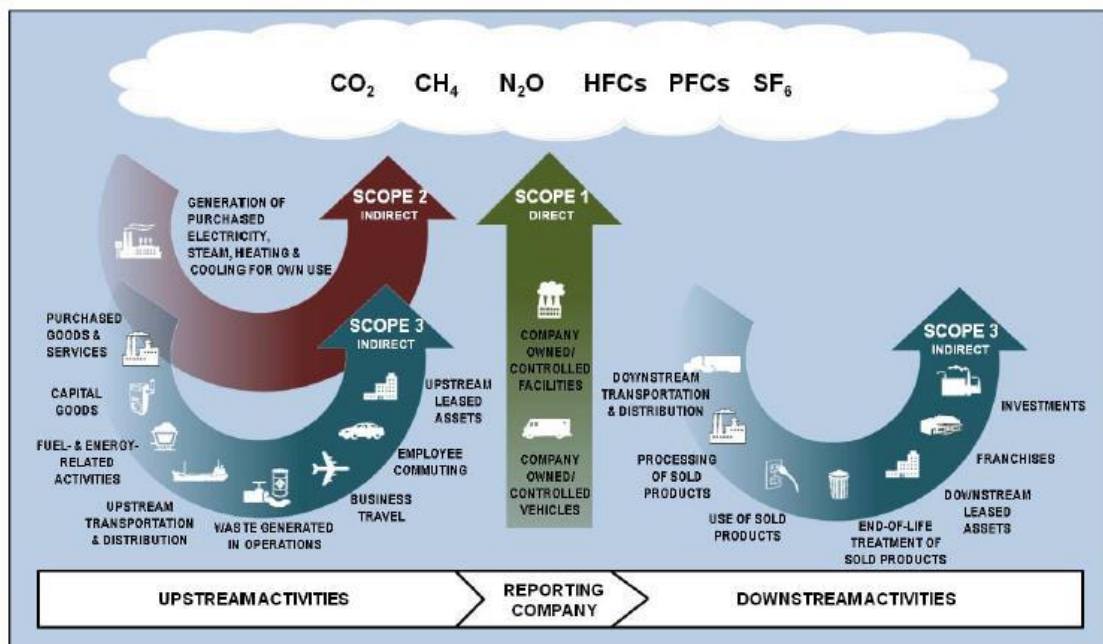 CO₂ CH₄ N₂O HFCs PFCs SF₆
SCOPE 2
INDIRECT
GENERATION OF
PURCHASED
ELECTRICITY,
STEAM, HEATING &
COOLING FOR OWN USE
SCOPE 1
DIRECT
COMPANY
OWNED/
CONTROLLED
FACILITIES
COMPANY
OWNED/
CONTROLLED
VEHICLES
SCOPE 3
INDIRECT
PURCHASED
GOODS &
SERVICES
CAPITAL
GOODS
FUEL- & ENERGY-
RELATED
ACTIVITIES
UPSTREAM
TRANSPORTATION
& DISTRIBUTION
WASTE GENERATED
IN OPERATIONS
BUSINESS
TRAVEL
EMPLOYEE
COMMUTING
UPSTREAM
LEASED
ASSETS
SCOPE 3
INDIRECT
DOWNSTREAM
TRANSPORTATION
& DISTRIBUTION
PROCESSING
OF SOLD
PRODUCTS
USE OF SOLD
PRODUCTS
END-OF-LIFE
TREATMENT OF
SOLD PRODUCTS
DOWNSTREAM
LEASED
ASSETS
FRANCHISES
INVESTMENTS
UPSTREAM ACTIVITIES
REPORTING
COMPANY
DOWNSTREAM ACTIVITIES